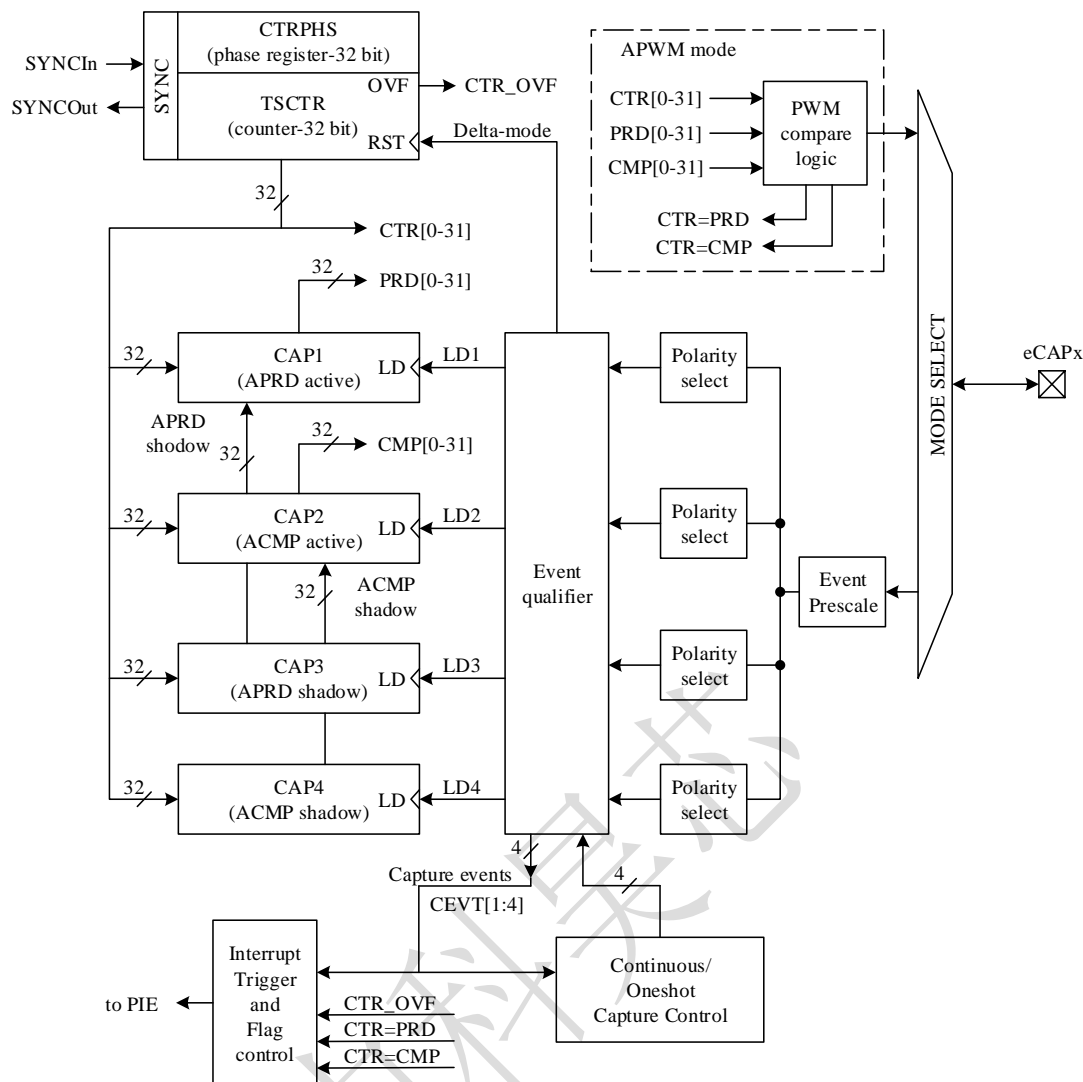 CTRPHS
(phase register-32 bit)
APWM mode
SYNCIn
SYNC
OVF
CTR_OVF
SYNCOut
TSCTR
(counter-32 bit)
RST
Delta-mode
CTR[0-31]
PRD[0-31]
CMP[0-31]
PWM
compare
logic
CTR=PRD
CTR=CMP
32
CTR[0-31]
32
PRD[0-31]
MODE SELECT
eCAPx
32
CAP1
(APRD active)
LD
LD1
Polarity
select
APRD
shodow
32
32
CMP[0-31]
32
CAP2
(ACMP active)
LD
LD2
Polarity
select
Event
qualifier
Event
Prescale
32
ACMP
shadow
32
CAP3
(APRD shadow)
LD
LD3
Polarity
select
32
CAP4
(ACMP shadow)
LD
LD4
Polarity
select
4
4
Capture events
CEVT[1:4]
Interrupt
Trigger
and
Flag
control
to PIE
CTR_OVF
CTR=PRD
CTR=CMP
Continuous/
Oneshot
Capture Control
科昊芯